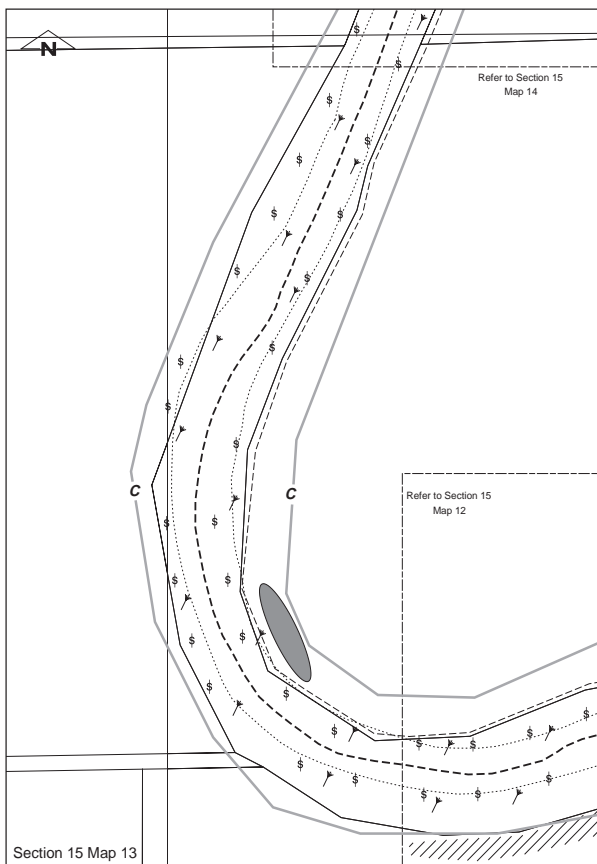 N
Refer to Section 15
Map 14
C
C
Refer to Section 15
Map 12
Section 15 Map 13